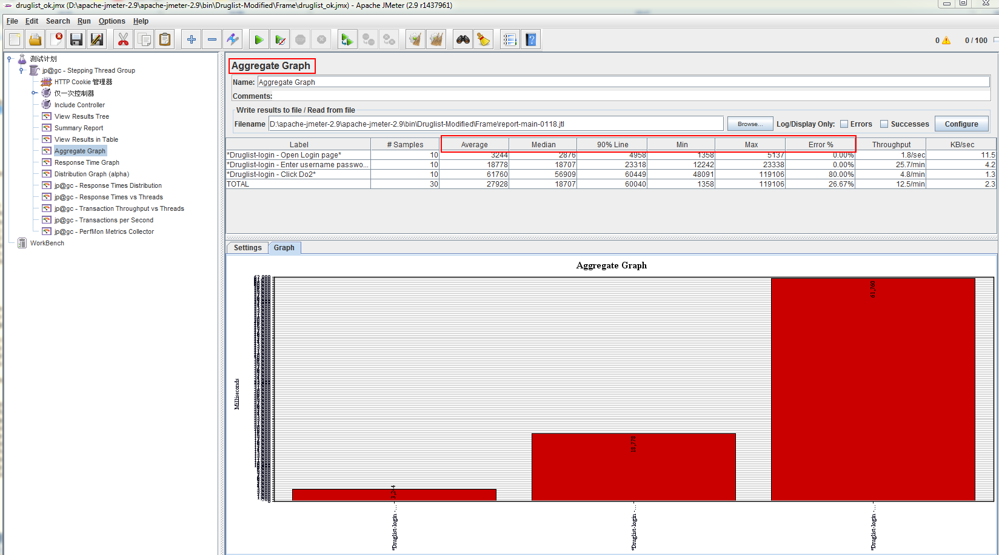 druglist_ok.jmx (D:\apache-jmeter-2.9\apache-jmeter-2.9\bin\Druglist-Modified\Frame\druglist_ok.jmx) - Apache JMeter (2.9 r1437961)
File Edit Search Run Options Help
0 0 / 100
测试计划
jp@gc - Stepping Thread Group
HTTP Cookie 管理器
仅一次控制器
Include Controller
View Results Tree
Summary Report
View Results in Table
Aggregate Graph
Response Time Graph
Distribution Graph (alpha)
jp@gc - Response Times Distribution
jp@gc - Response Times vs Threads
jp@gc - Transaction Throughput vs Threads
jp@gc - Transactions per Second
jp@gc - PerfMon Metrics Collector
WorkBench
Aggregate Graph
Name: Aggregate Graph
Comments:
Write results to file / Read from file
Filename D:\apache-jmeter-2.9\apache-jmeter-2.9\bin\Druglist-Modified\Frame\report-main-0118.jtl Browse... Log/Display Only: Errors Successes Configure
Label # Samples Average Median 90% Line Min Max Error % Throughput KB/sec
*Druglist-login - Open Login page* 10 3244 2876 4958 1358 5137 0.00% 1.8/sec 11.5
*Druglist-login - Enter username passwo... 10 18778 18707 23318 12242 23338 0.00% 25.7/min 4.2
*Druglist-login - Click Do2* 10 61760 56909 60449 48091 119106 80.00% 4.8/min 1.3
TOTAL 30 27928 18707 60040 1358 119106 26.67% 12.5/min 2.3
Settings Graph
Aggregate Graph
Milliseconds
3,244
18,778
61,760
*Druglist-login -...
*Druglist-login -...
*Druglist-login -...